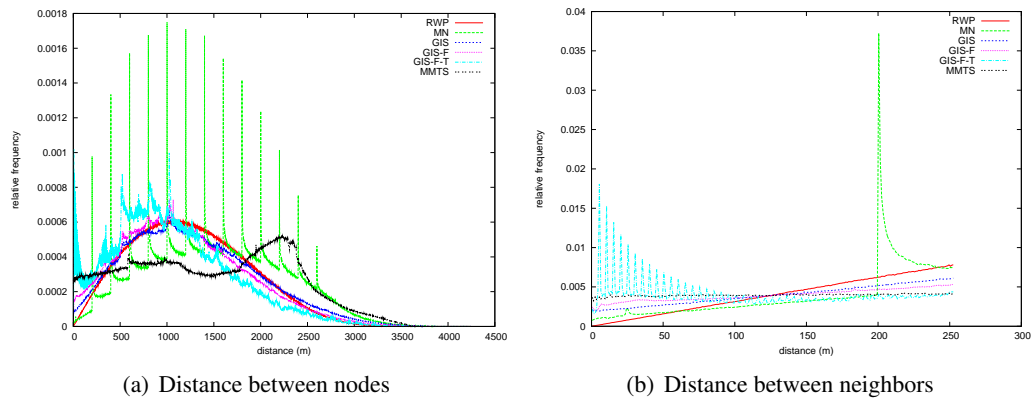 0.0018
0.0016
0.0014
0.0012
0.001
0.0008
0.0006
0.0004
0.0002
0
relative frequency
0 500 1000 1500 2000 2500 3000 3500 4000 4500
distance (m)
RWP
MN
GIS
GIS-F
GIS-F-T
MMTS
(a) Distance between nodes
0.04
0.035
0.03
0.025
0.02
0.015
0.01
0.005
0
relative frequency
0 50 100 150 200 250 300
distance (m)
RWP
MN
GIS
GIS-F
GIS-F-T
MMTS
(b) Distance between neighbors